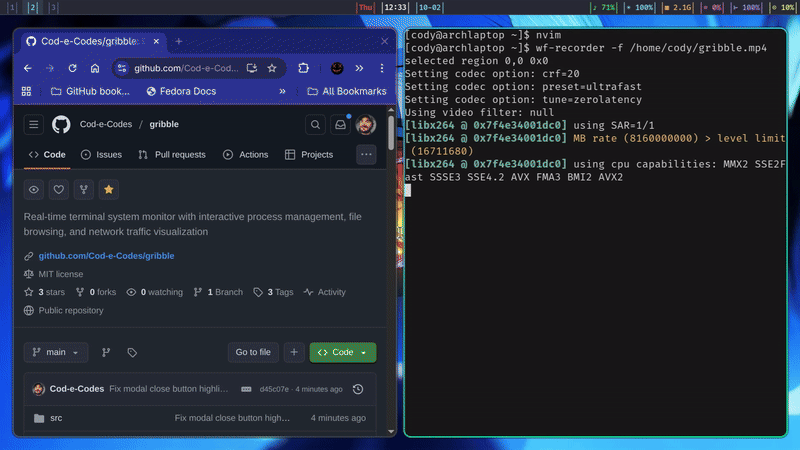 1 2 3
Thu 12:33 10-02
71% 100% 2.1G 0% 100% 10%
Cod-e-Codes/gribble:
github.com/Cod-e-Cod...
GitHub book...
Fedora Docs
»
All Bookmarks
Cod-e-Codes / gribble
Code
Issues
Pull requests
Actions
Projects
Real-time terminal system monitor with interactive process management, file
browsing, and network traffic visualization
github.com/Cod-e-Codes/gribble
MIT license
3 stars
0 forks
0 watching
1 Branch
3 Tags
Activity
Public repository
main
Go to file
Code
Cod-e-Codes Fix modal close button highli... d45c07e · 4 minutes ago
src Fix modal close button high... 4 minutes ago
[cody@archlaptop ~]$ nvim
[cody@archlaptop ~]$ wf-recorder -f /home/cody/gribble.mp4
selected region 0,0 0x0
Setting codec option: crf=20
Setting codec option: preset=ultrafast
Setting codec option: tune=zerolatency
Using video filter: null
[libx264 @ 0x7f4e34001dc0] using SAR=1/1
[libx264 @ 0x7f4e34001dc0] MB rate (8160000000) > level limit
(16711680)
[libx264 @ 0x7f4e34001dc0] using cpu capabilities: MMX2 SSE2F
ast SSSE3 SSE4.2 AVX FMA3 BMI2 AVX2